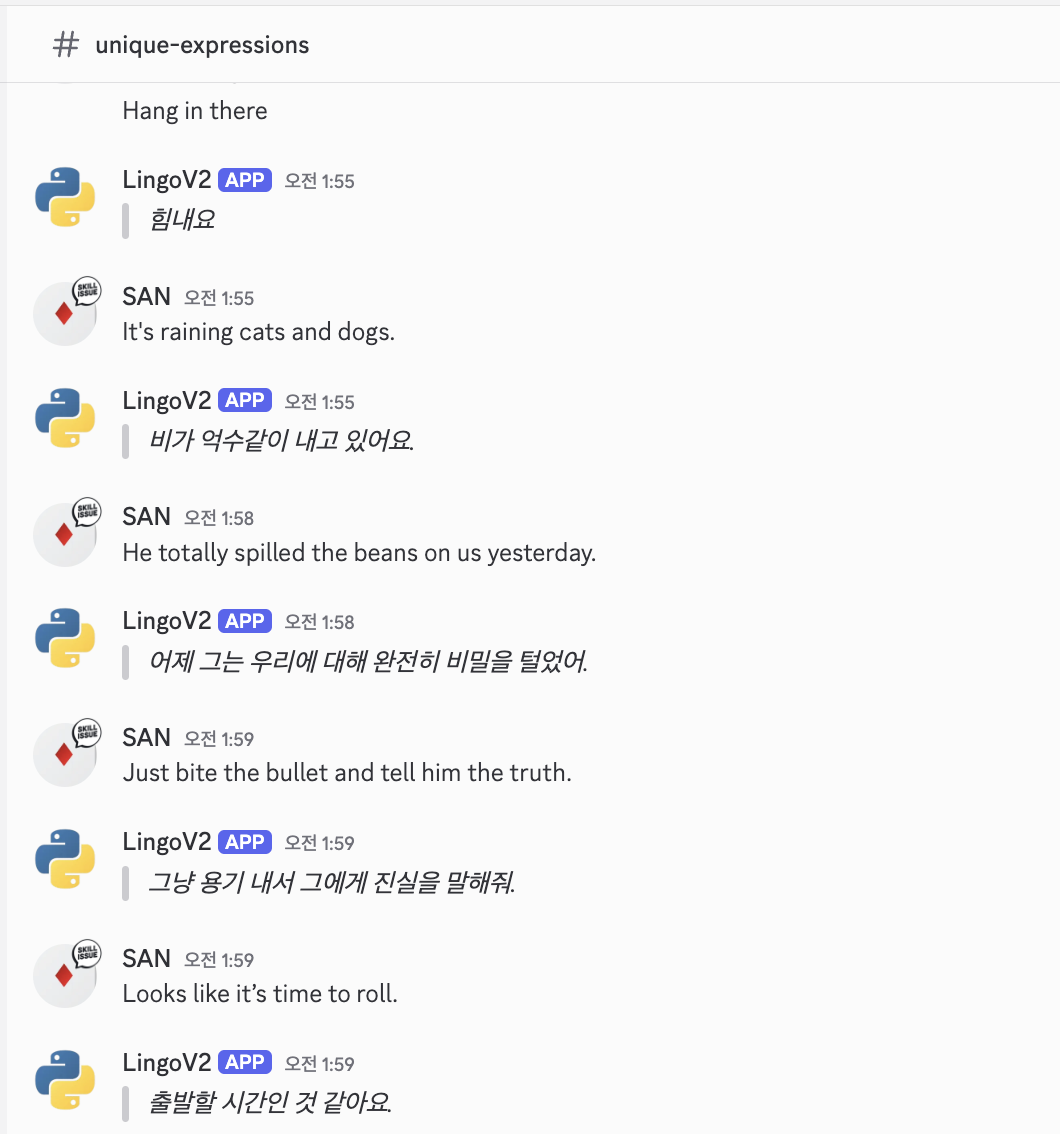 # unique-expressions
Hang in there
LingoV2 APP 오전 1:55
힘내요
SKILL ISSUE
SAN 오전 1:55
It's raining cats and dogs.
LingoV2 APP 오전 1:55
비가 억수같이 내고 있어요.
SKILL ISSUE
SAN 오전 1:58
He totally spilled the beans on us yesterday.
LingoV2 APP 오전 1:58
어제 그는 우리에 대해 완전히 비밀을 털었어.
SKILL ISSUE
SAN 오전 1:59
Just bite the bullet and tell him the truth.
LingoV2 APP 오전 1:59
그냥 용기 내서 그에게 진실을 말해줘.
SKILL ISSUE
SAN 오전 1:59
Looks like it’s time to roll.
LingoV2 APP 오전 1:59
출발할 시간인 것 같아요.